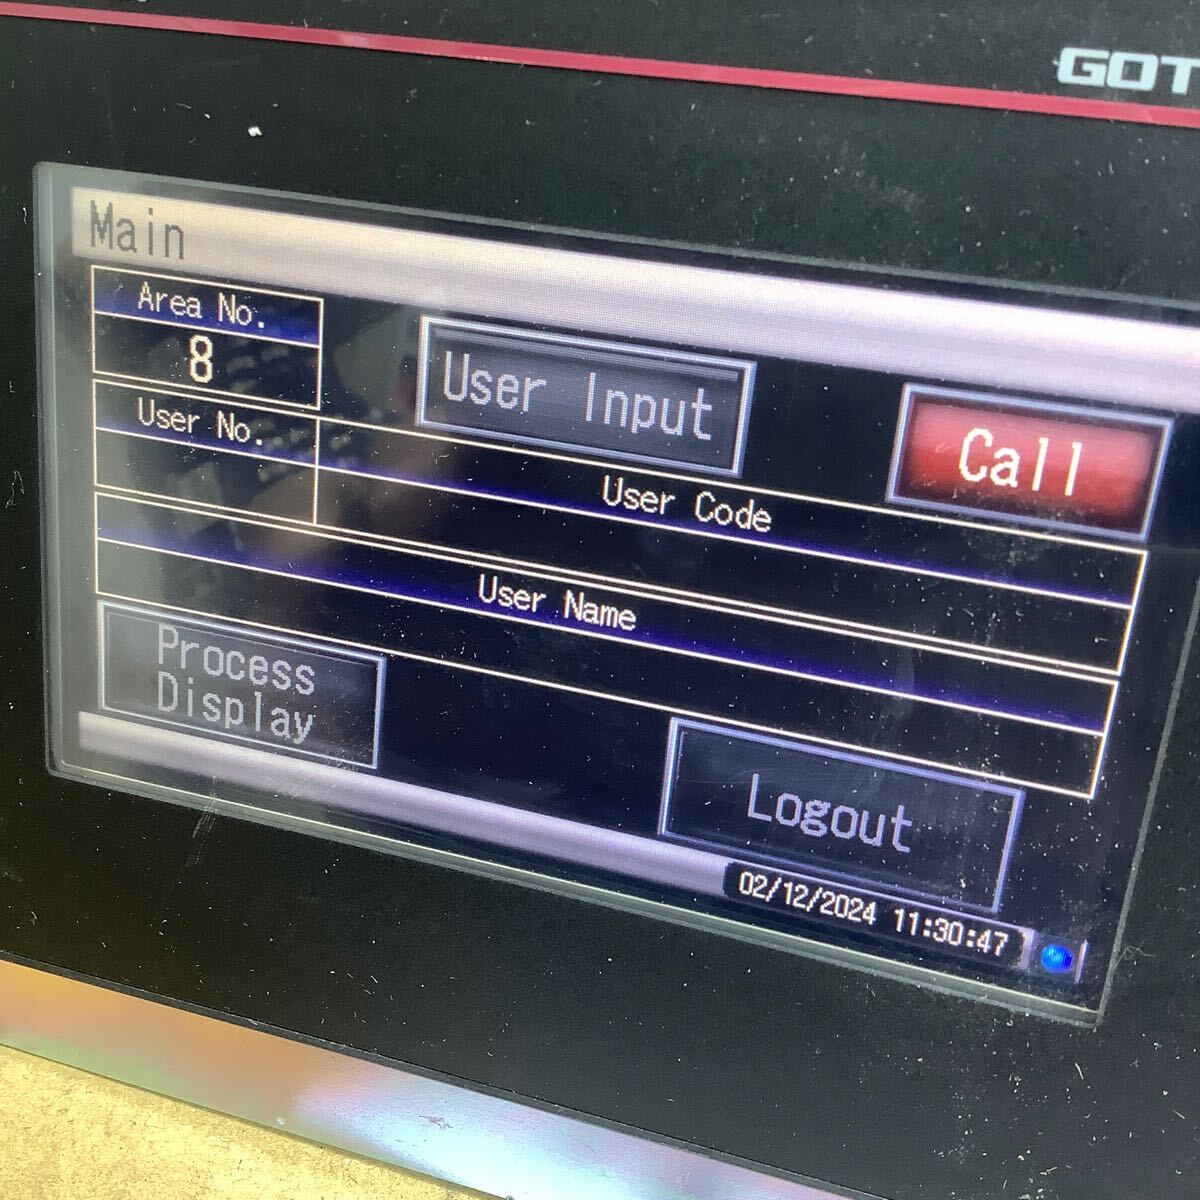 GOT
Main
Area No.
8
User Input
Call
User No.
User Code
User Name
Process
Display
Logout
02/12/2024 11:30:47